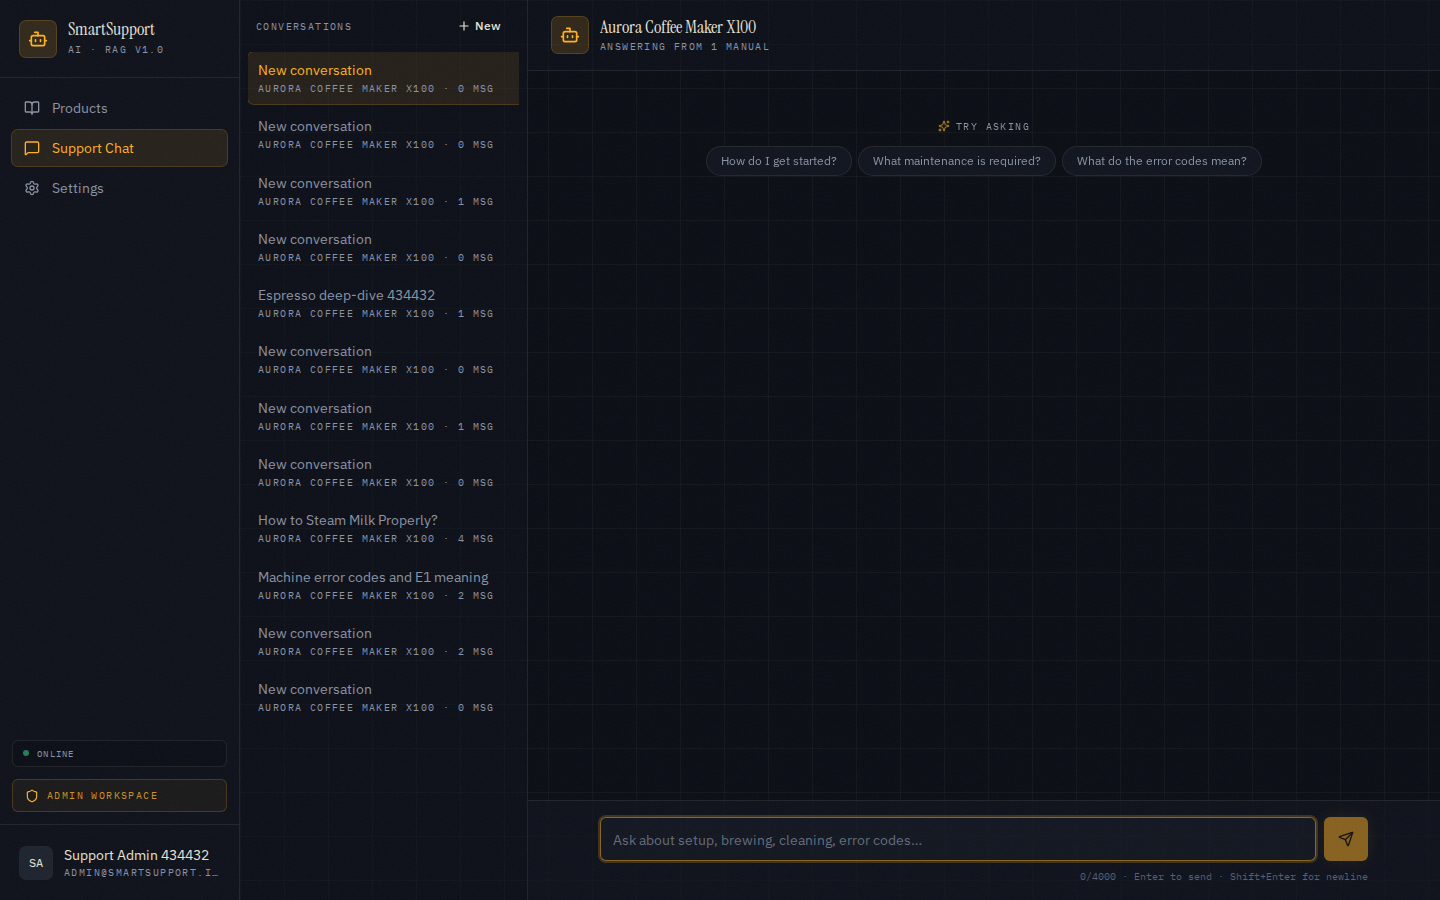 SmartSupport
AI · RAG V1.0
Products
Support Chat
Settings
ONLINE
ADMIN WORKSPACE
SA
Support Admin 434432
ADMIN@SMARTSUPPORT.I…
CONVERSATIONS
+ New
New conversation
AURORA COFFEE MAKER X100 · 0 MSG
New conversation
AURORA COFFEE MAKER X100 · 0 MSG
New conversation
AURORA COFFEE MAKER X100 · 1 MSG
New conversation
AURORA COFFEE MAKER X100 · 0 MSG
Espresso deep-dive 434432
AURORA COFFEE MAKER X100 · 1 MSG
New conversation
AURORA COFFEE MAKER X100 · 0 MSG
New conversation
AURORA COFFEE MAKER X100 · 1 MSG
New conversation
AURORA COFFEE MAKER X100 · 0 MSG
How to Steam Milk Properly?
AURORA COFFEE MAKER X100 · 4 MSG
Machine error codes and E1 meaning
AURORA COFFEE MAKER X100 · 2 MSG
New conversation
AURORA COFFEE MAKER X100 · 2 MSG
New conversation
AURORA COFFEE MAKER X100 · 0 MSG
Aurora Coffee Maker X100
ANSWERING FROM 1 MANUAL
TRY ASKING
How do I get started?
What maintenance is required?
What do the error codes mean?
Ask about setup, brewing, cleaning, error codes...
0/4000 · Enter to send · Shift+Enter for newline